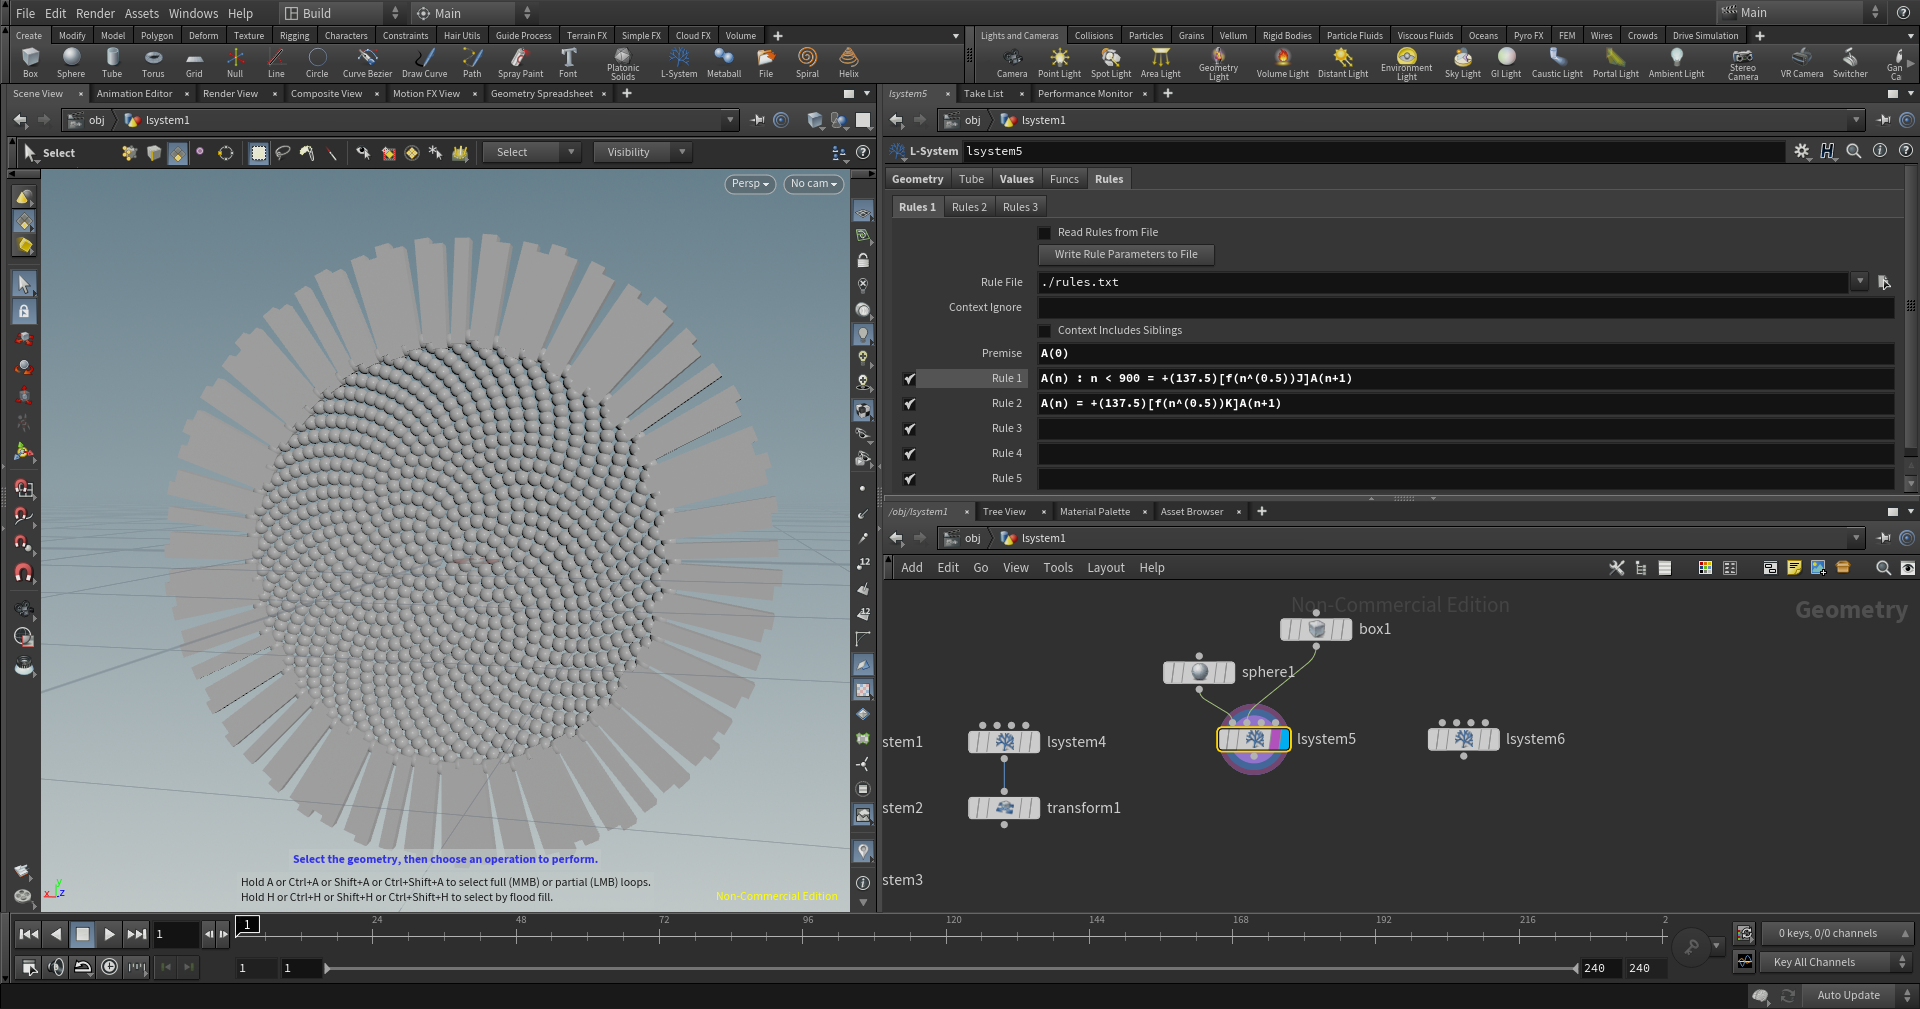 File Edit Render Assets Windows Help Build Main Main
Create Modify Model Polygon Deform Texture Rigging Characters Constraints Hair Utils Guide Process Terrain FX Simple FX Cloud FX Volume
Lights and Cameras Collisions Particles Grains Vellum Rigid Bodies Particle Fluids Viscous Fluids Oceans Pyro FX FEM Wires Crowds Drive Simulation
Box Sphere Tube Torus Grid Null Line Circle Curve Bezier Draw Curve Path Spray Paint Font Platonic Solids L-System Metaball File Spiral Helix
Camera Point Light Spot Light Area Light Geometry Light Volume Light Distant Light Environment Light Sky Light GI Light Caustic Light Portal Light Ambient Light Stereo Camera VR Camera Switcher Gan Ca
Scene View Animation Editor Render View Composite View Motion FX View Geometry Spreadsheet
lsystem5 Take List Performance Monitor
obj lsystem1
obj lsystem1
Select Select Visibility
L-System lsystem5
Persp No cam
Geometry Tube Values Funcs Rules
Rules 1 Rules 2 Rules 3
Read Rules from File
Write Rule Parameters to File
Rule File ./rules.txt
Context Ignore
Context Includes Siblings
Premise A(0)
Rule 1 A(n) : n < 900 = +(137.5)[f(n^(0.5))J]A(n+1)
Rule 2 A(n) = +(137.5)[f(n^(0.5))K]A(n+1)
Rule 3
Rule 4
Rule 5
/obj/lsystem1 Tree View Material Palette Asset Browser
obj lsystem1
Add Edit Go View Tools Layout Help
Non-Commercial Edition
Geometry
box1
sphere1
stem1 lsystem4 lsystem5 lsystem6
stem2 transform1
stem3
12
12
Select the geometry, then choose an operation to perform.
Hold A or Ctrl+A or Shift+A or Ctrl+Shift+A to select full (MMB) or partial (LMB) loops.
Hold H or Ctrl+H or Shift+H or Ctrl+Shift+H to select by flood fill.
Non-Commercial Edition
x y z
24 48 72 96 120 144 168 192 216 2
1 1
0 keys, 0/0 channels
1 1 240 240
Key All Channels
Auto Update